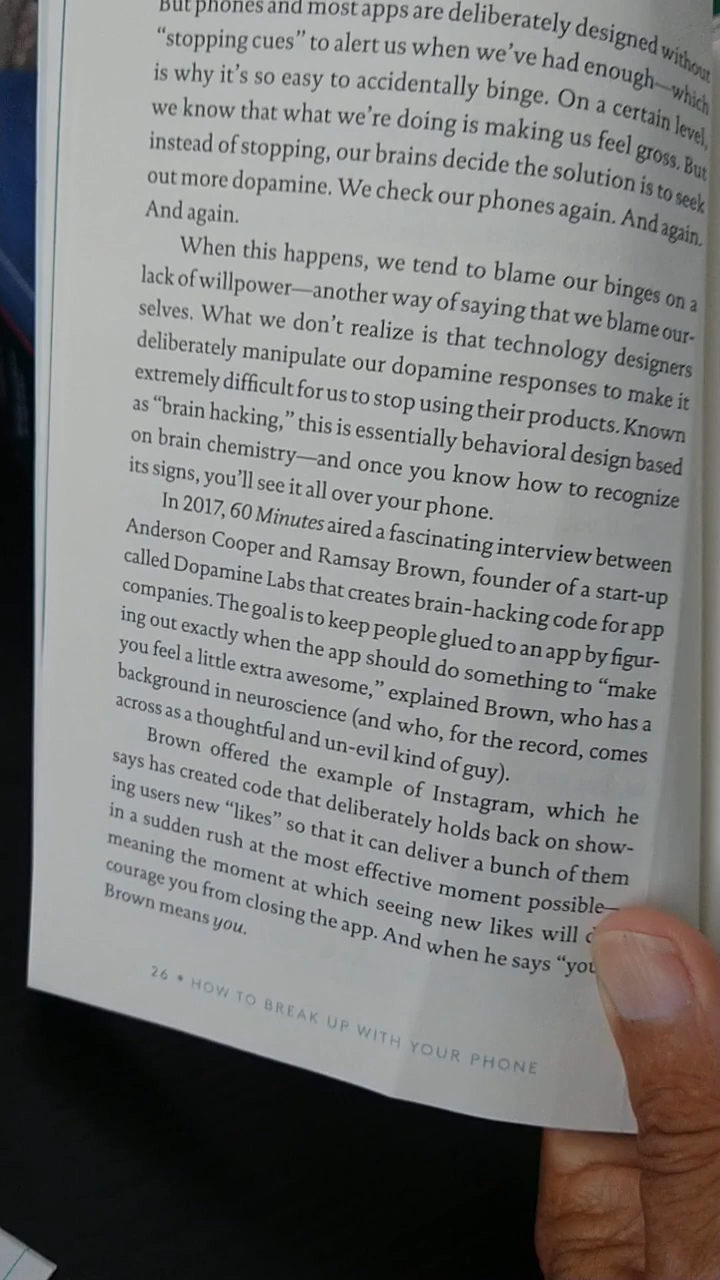 But phones and most apps are deliberately designed without
“stopping cues” to alert us when we’ve had enough—which
is why it’s so easy to accidentally binge. On a certain level,
we know that what we’re doing is making us feel gross. But
instead of stopping, our brains decide the solution is to seek
out more dopamine. We check our phones again. And again.
And again.
When this happens, we tend to blame our binges on a
lack of willpower—another way of saying that we blame our-
selves. What we don’t realize is that technology designers
deliberately manipulate our dopamine responses to make it
extremely difficult for us to stop using their products. Known
as “brain hacking,” this is essentially behavioral design based
on brain chemistry—and once you know how to recognize
its signs, you’ll see it all over your phone.
In 2017, 60 Minutes aired a fascinating interview between
Anderson Cooper and Ramsay Brown, founder of a start-up
called Dopamine Labs that creates brain-hacking code for app
companies. The goal is to keep people glued to an app by figur-
ing out exactly when the app should do something to “make
you feel a little extra awesome,” explained Brown, who has a
background in neuroscience (and who, for the record, comes
across as a thoughtful and un-evil kind of guy).
Brown offered the example of Instagram, which he
says has created code that deliberately holds back on show-
ing users new “likes” so that it can deliver a bunch of them
in a sudden rush at the most effective moment possible—
meaning the moment at which seeing new likes will
courage you from closing the app. And when he says “you
Brown means you.
26 • HOW TO BREAK UP WITH YOUR PHONE